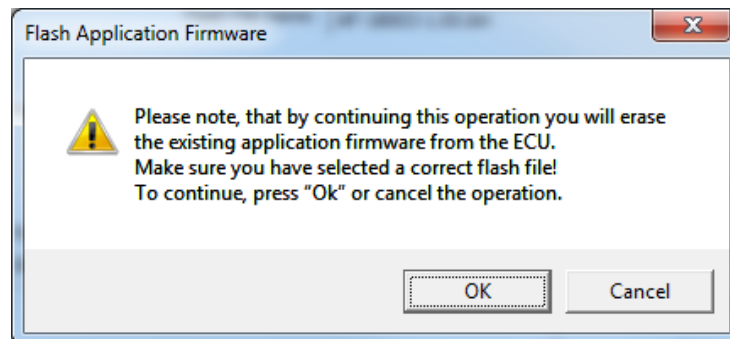 Flash Application Firmware
Please note, that by continuing this operation you will erase
the existing application firmware from the ECU.
Make sure you have selected a correct flash file!
To continue, press “Ok” or cancel the operation.
OK
Cancel